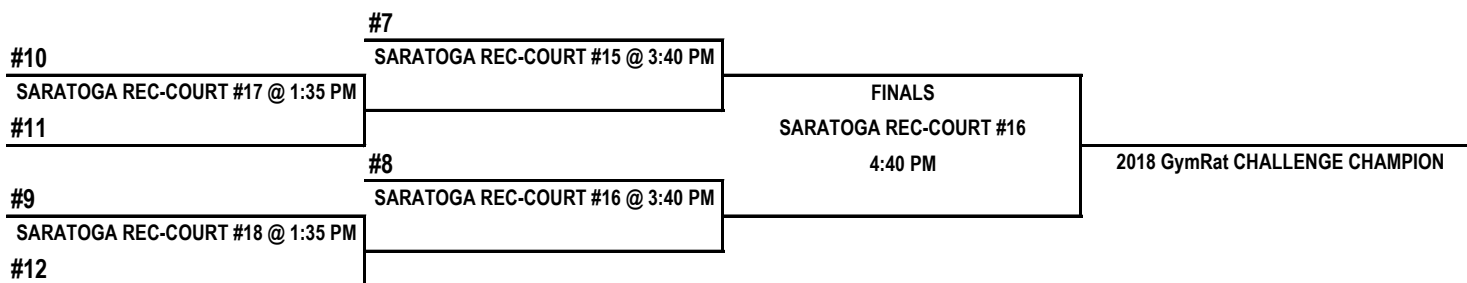 #7
#10
SARATOGA REC-COURT #15 @ 3:40 PM
SARATOGA REC-COURT #17 @ 1:35 PM
FINALS
#11
SARATOGA REC-COURT #16
#8
4:40 PM
2018 GymRat CHALLENGE CHAMPION
#9
SARATOGA REC-COURT #16 @ 3:40 PM
SARATOGA REC-COURT #18 @ 1:35 PM
#12